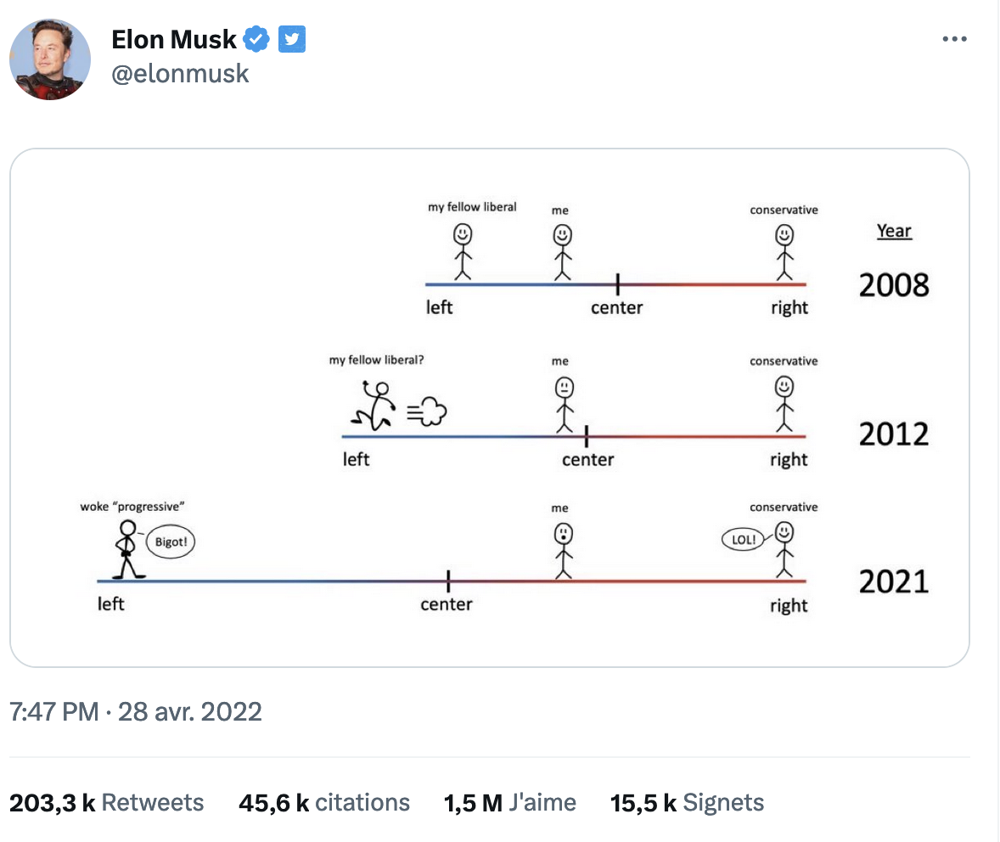 Elon Musk
@elonmusk
my fellow liberal me conservative
Year
2008
left center right
my fellow liberal? me conservative
2012
left center right
woke “progressive” me conservative
Bigot! LOL!
2021
left center right
7:47 PM · 28 avr. 2022
203,3 k Retweets 45,6 k citations 1,5 M J'aime 15,5 k Signets